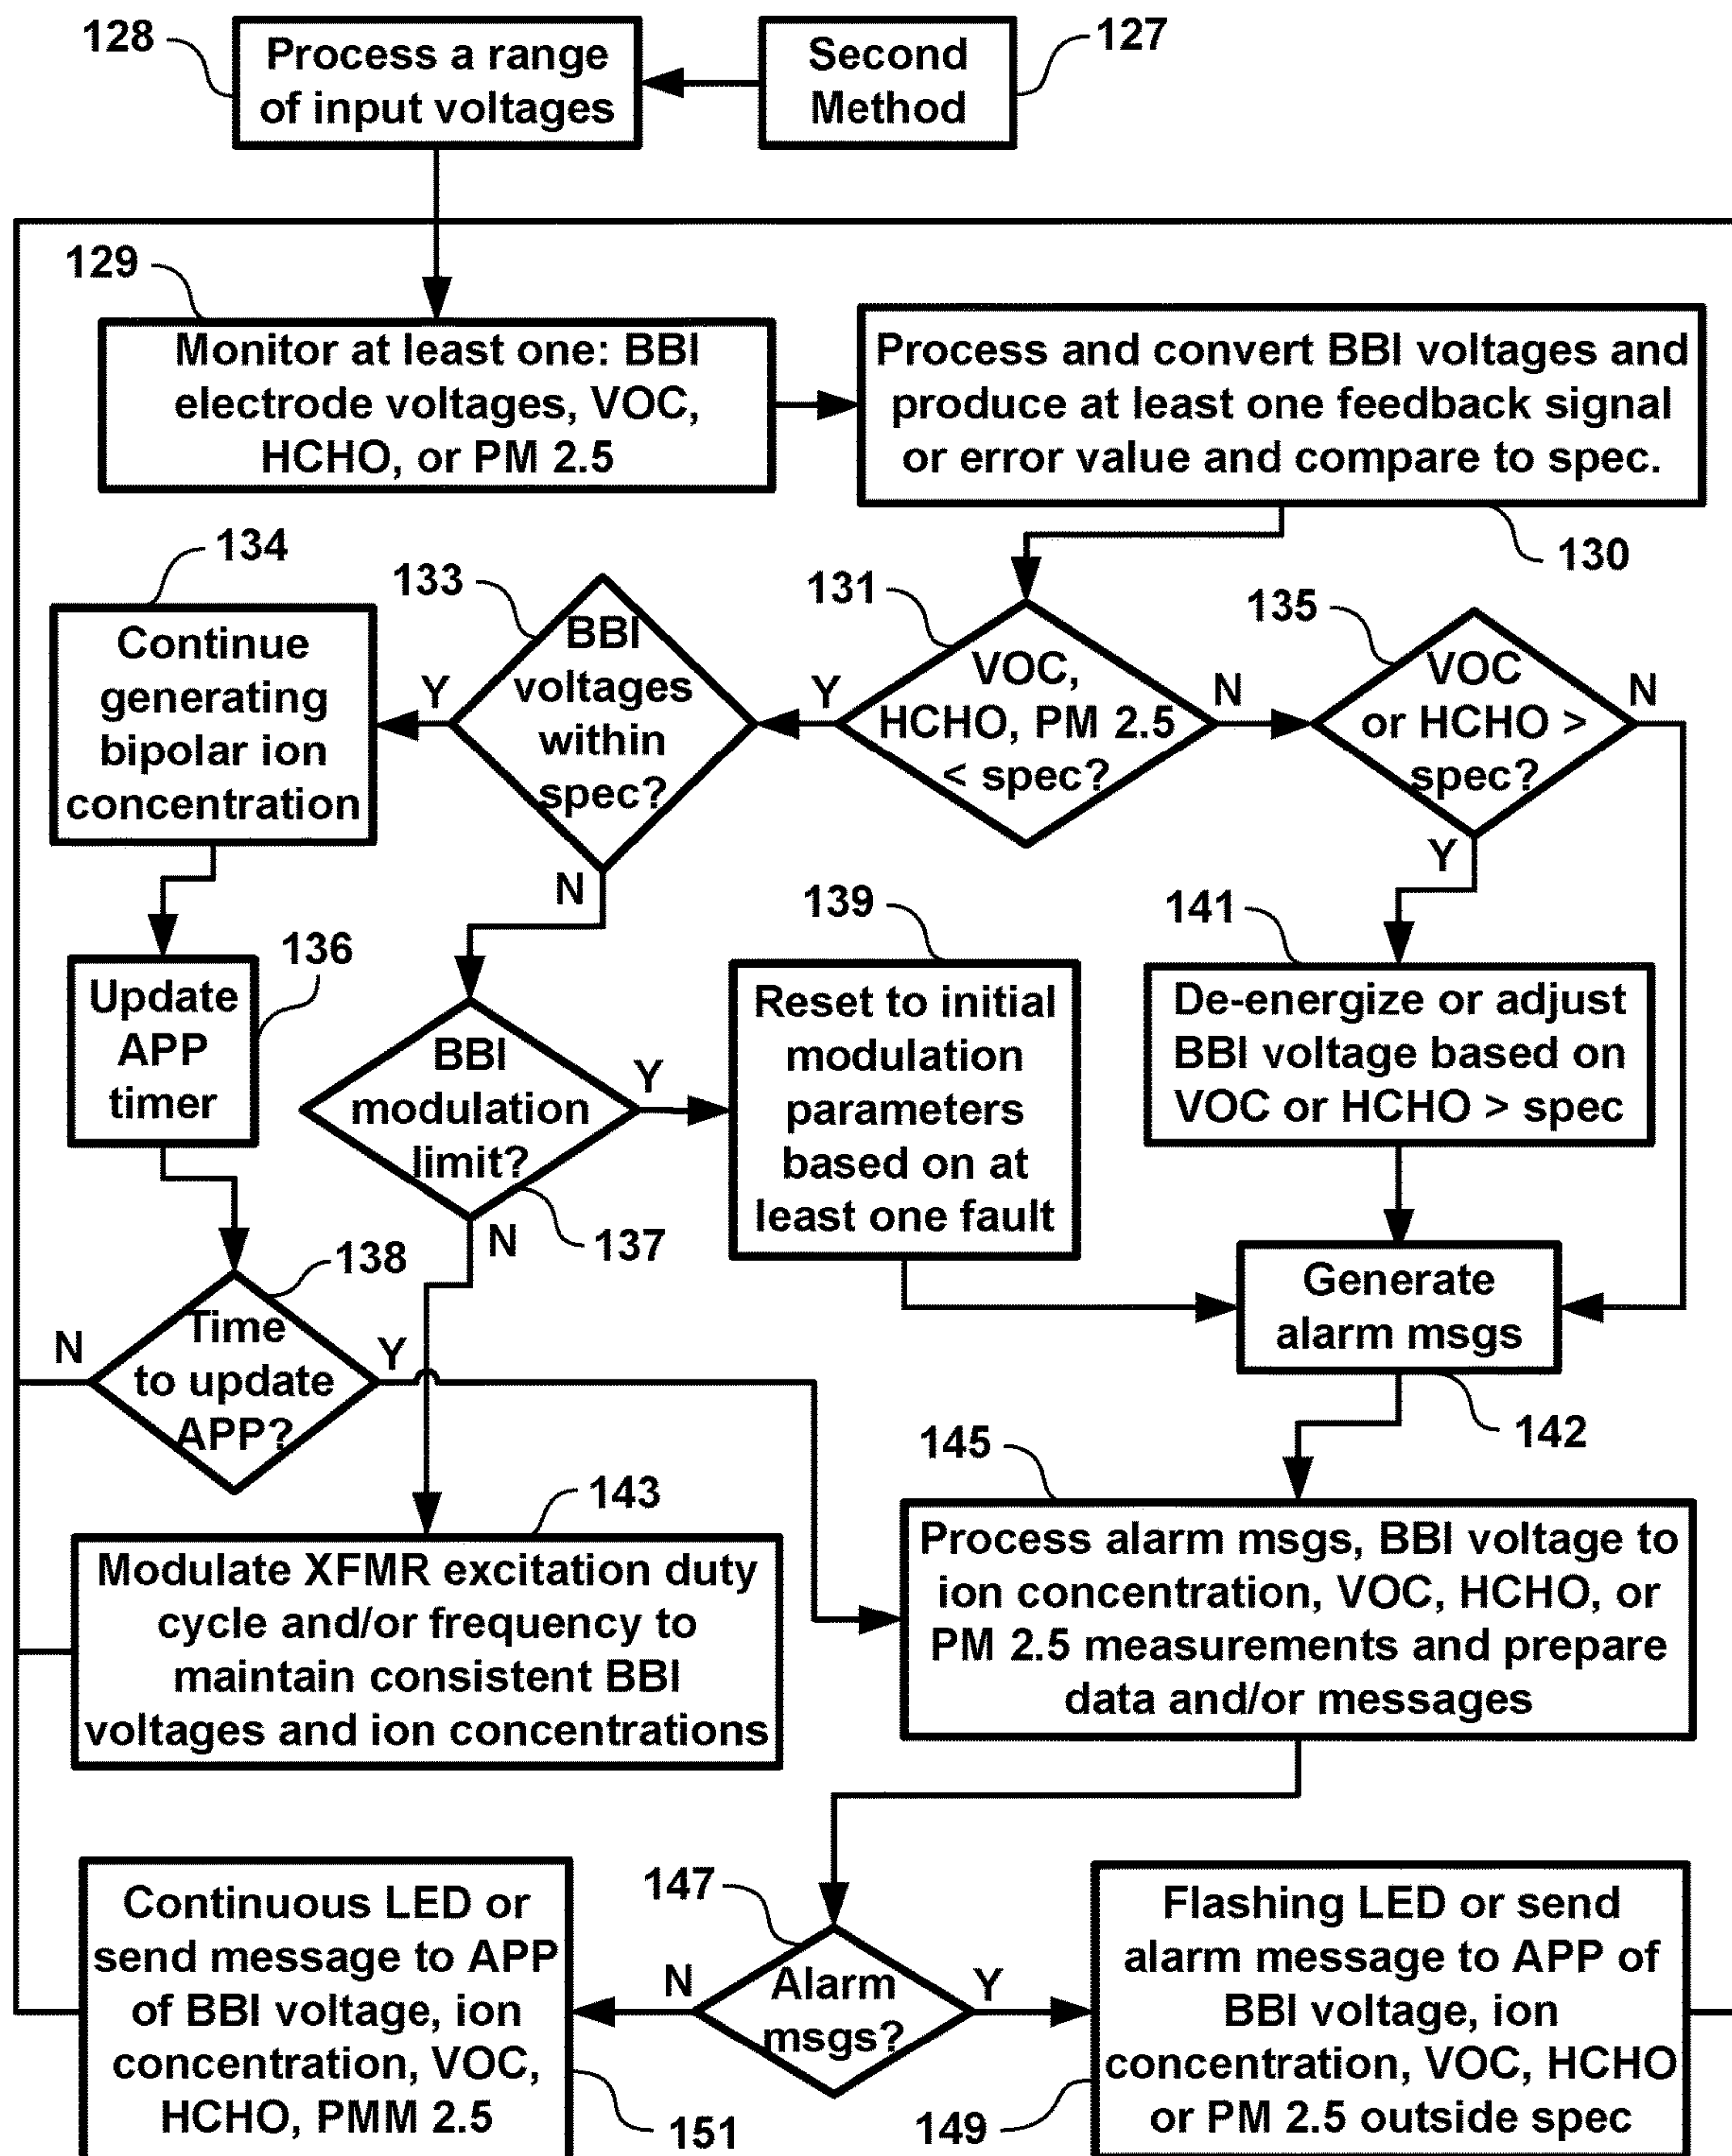 128
Process a range
of input voltages
Second
Method
127
129
Monitor at least one: BBI
electrode voltages, VOC,
HCHO, or PM 2.5
Process and convert BBI voltages and
produce at least one feedback signal
or error value and compare to spec.
130
134
Continue
generating
bipolar ion
concentration
133
BBI
voltages
within
spec?
Y
N
131
VOC,
HCHO, PM 2.5
< spec?
Y
N
135
VOC
or HCHO >
spec?
N
Y
136
Update
APP
timer
BBI
modulation
limit?
Y
N
137
139
Reset to initial
modulation
parameters
based on at
least one fault
141
De-energize or adjust
BBI voltage based on
VOC or HCHO > spec
138
Time
to update
APP?
N
Y
Generate
alarm msgs
142
143
Modulate XFMR excitation duty
cycle and/or frequency to
maintain consistent BBI
voltages and ion concentrations
145
Process alarm msgs, BBI voltage to
ion concentration, VOC, HCHO, or
PM 2.5 measurements and prepare
data and/or messages
Continuous LED or
send message to APP
of BBI voltage, ion
concentration, VOC,
HCHO, PMM 2.5
151
147
Alarm
msgs?
N
Y
Flashing LED or send
alarm message to APP of
BBI voltage, ion
concentration, VOC, HCHO
or PM 2.5 outside spec
149